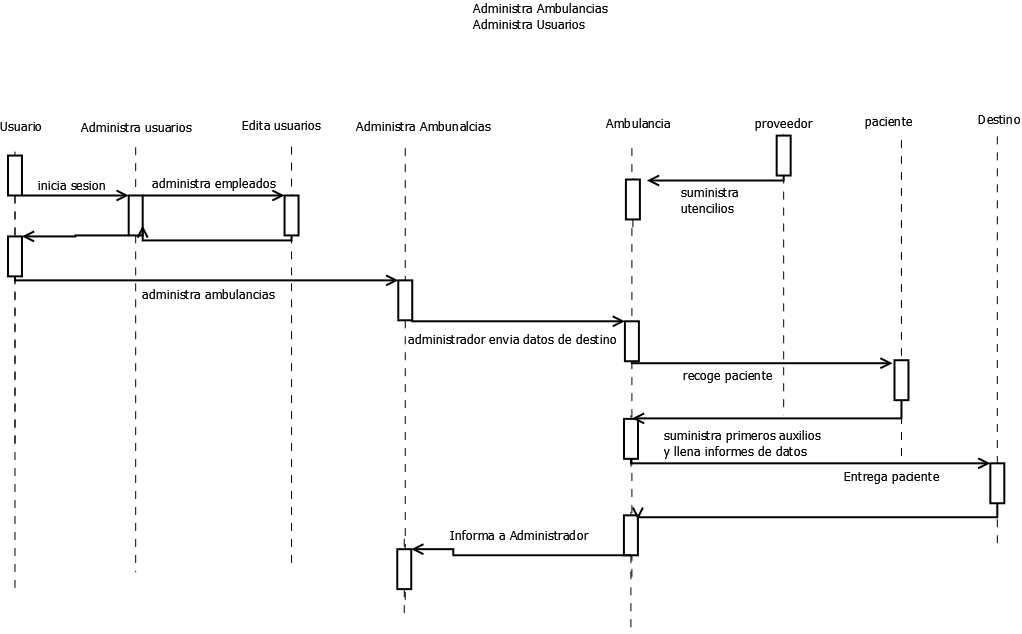 Administra Ambulancias
Administra Usuarios
Usuario
Administra usuarios
Edita usuarios
Administra Ambunalcias
Ambulancia
proveedor
paciente
Destino
inicia sesion
administra empleados
suministra
utencilios
administra ambulancias
administrador envia datos de destino
recoge paciente
suministra primeros auxilios
y llena informes de datos
Entrega paciente
Informa a Administrador